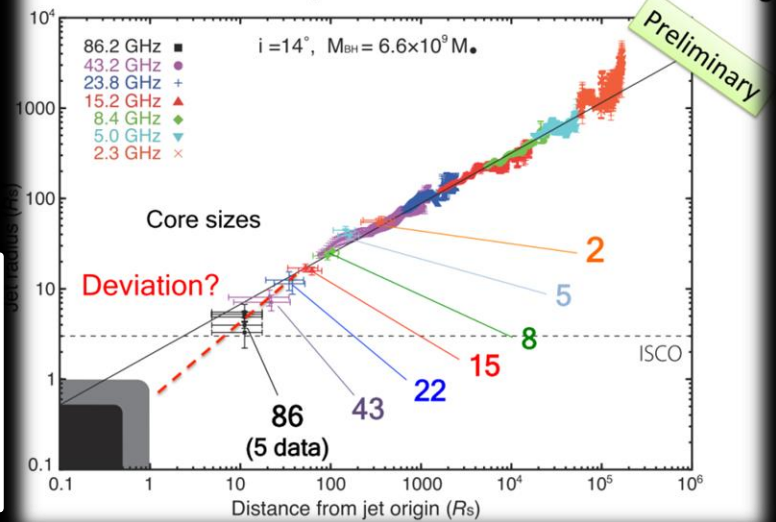 10⁴
1000
100
10
1
0.1
Jet radius (Rs)
86.2 GHz
43.2 GHz
23.8 GHz
15.2 GHz
8.4 GHz
5.0 GHz
2.3 GHz
i =14°, MBH = 6.6×10⁹ M●
Preliminary
Core sizes
Deviation?
2
5
8
15
22
43
86
(5 data)
ISCO
0.1 1 10 100 1000 10⁴ 10⁵ 10⁶
Distance from jet origin (Rs)